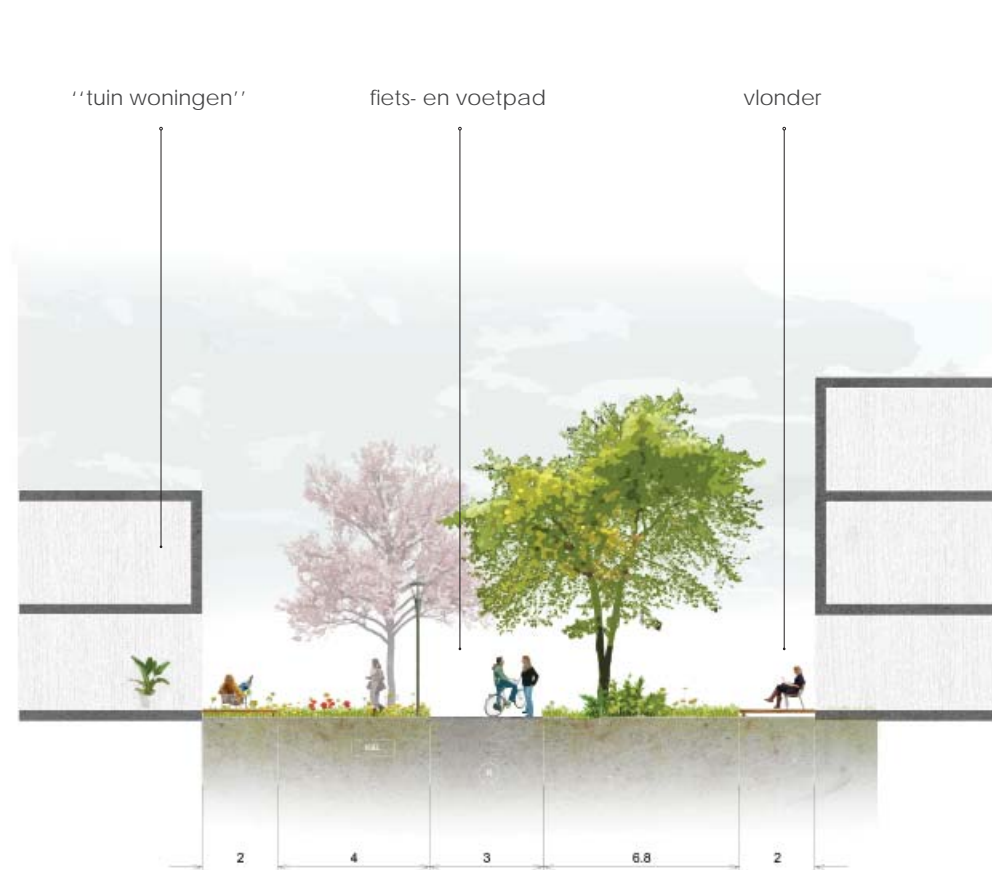 ‘‘tuin woningen’’
fiets- en voetpad
vlonder
2
4
3
6.8
2